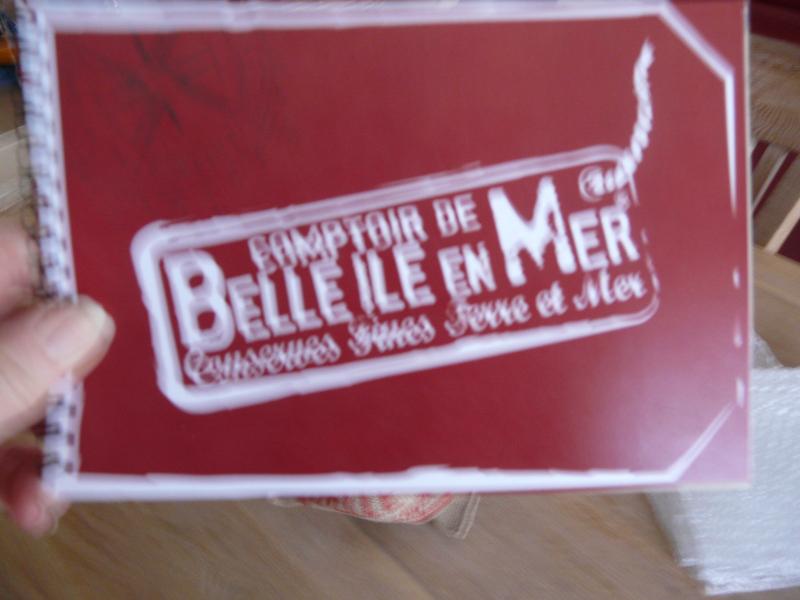 COMPTOIR DE
BELLE ILE EN MER
Conserves Fines Terre et Mer